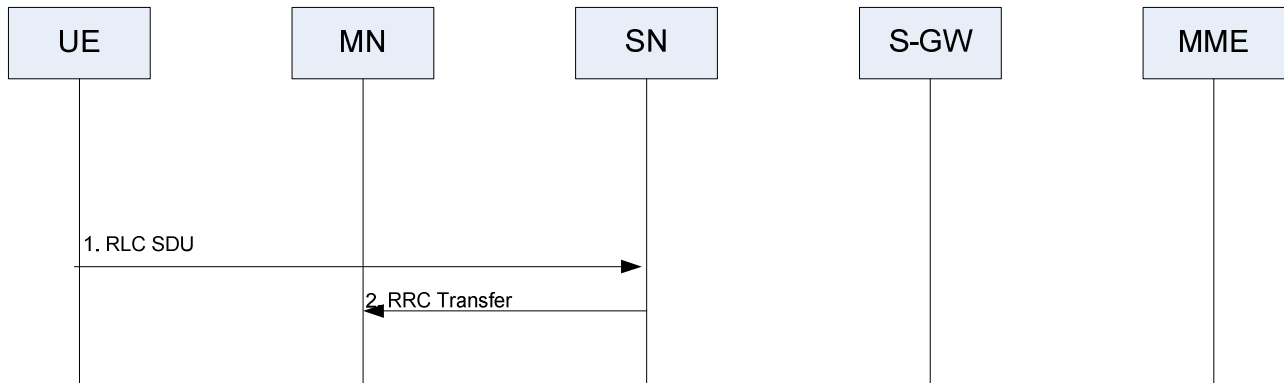 UE
MN
SN
S-GW
MME
1. RLC SDU
2. RRC Transfer